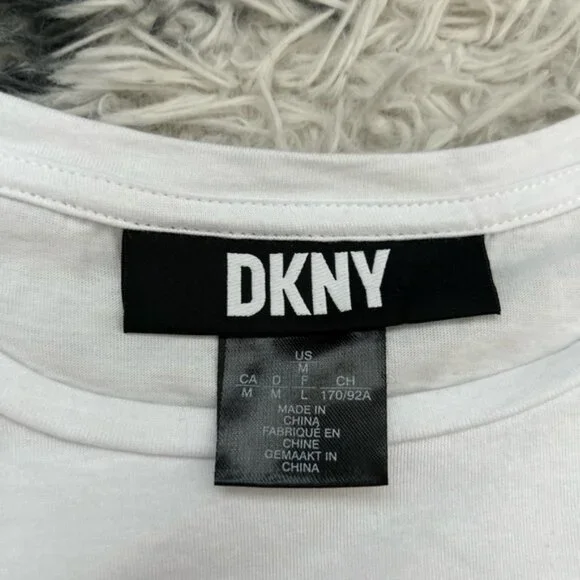 DKNY
US
M
CA D F CH
M M L 170/92A
MADE IN
CHINA
FABRIQUÉ EN
CHINE
GEMAAKT IN
CHINA